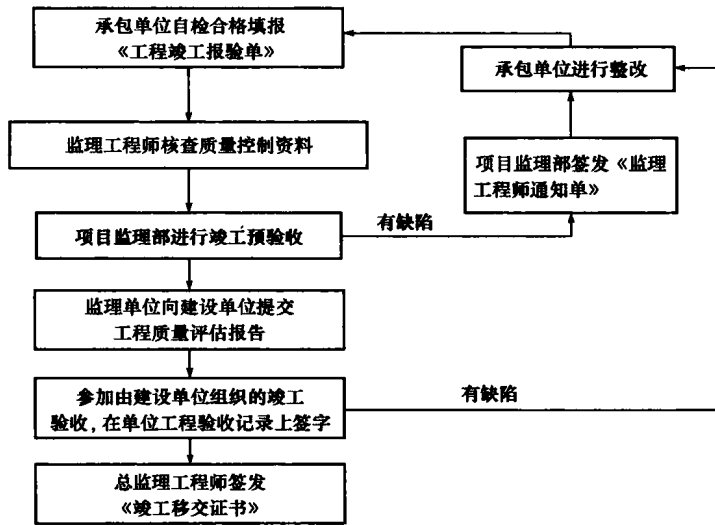 承包单位自检合格填报
《工程竣工报验单》
承包单位进行整改
监理工程师核查质量控制资料
项目监理部签发《监理
工程师通知单》
项目监理部进行竣工预验收
有缺陷
监理单位向建设单位提交
工程质量评估报告
参加由建设单位组织的竣工
验收，在单位工程验收记录上签字
有缺陷
总监理工程师签发
《竣工移交证书》